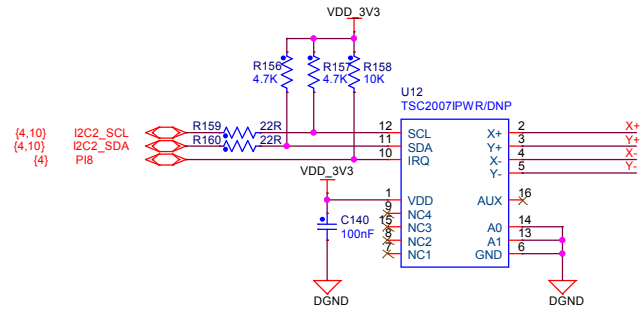 VDD_3V3
R156 R157 R158
4.7K 4.7K 10K
U12
TSC2007IPWR/DNP
{4,10} I2C2_SCL R159 22R 12 SCL X+ 2 X+
{4,10} I2C2_SDA R160 22R 11 SDA Y+ 3 Y+
{4} PI8 10 IRQ X- 4 X-
Y- 5 Y-
VDD_3V3
1 VDD AUX 16
9 NC4
C140 15 NC3 A0 14
100nF 8 NC2 A1 13
7 NC1 GND 6
DGND DGND